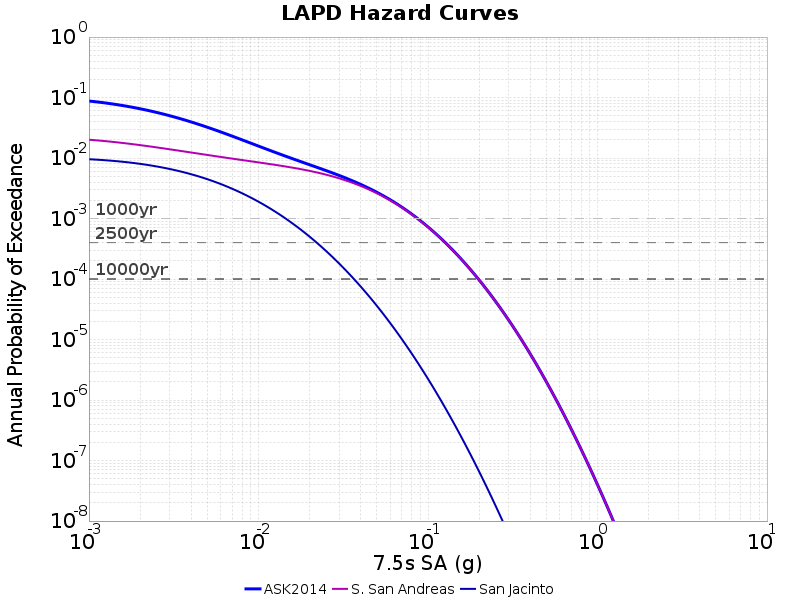 LAPD Hazard Curves
Annual Probability of Exceedance
10^0
10^-1
10^-2
10^-3
10^-4
10^-5
10^-6
10^-7
10^-8
1000yr
2500yr
10000yr
10^-3 10^-2 10^-1 10^0 10^1
7.5s SA (g)
ASK2014 S. San Andreas San Jacinto